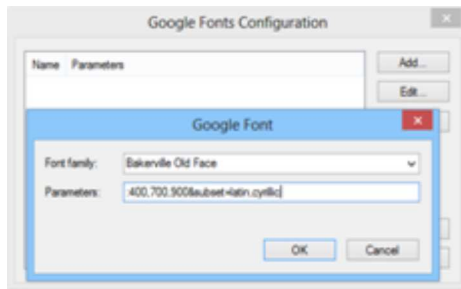 Google Fonts Configuration
Name Parameters
Add...
Edit...
Google Font
Font family: Bakerville Old Face
Parameters: :400,700,900&subset=latin,cyrillic
OK Cancel